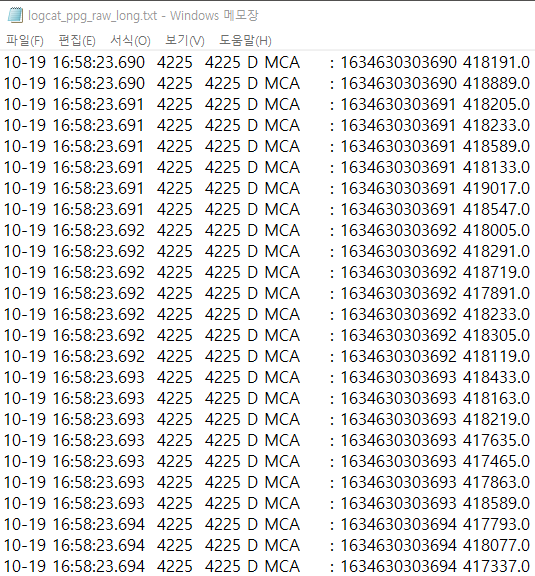 logcat_ppg_raw_long.txt - Windows 메모장
파일(F) 편집(E) 서식(O) 보기(V) 도움말(H)
10-19 16:58:23.690 4225 4225 D MCA : 1634630303690 418191.0
10-19 16:58:23.690 4225 4225 D MCA : 1634630303690 418889.0
10-19 16:58:23.691 4225 4225 D MCA : 1634630303691 418205.0
10-19 16:58:23.691 4225 4225 D MCA : 1634630303691 418233.0
10-19 16:58:23.691 4225 4225 D MCA : 1634630303691 418589.0
10-19 16:58:23.691 4225 4225 D MCA : 1634630303691 418133.0
10-19 16:58:23.691 4225 4225 D MCA : 1634630303691 419017.0
10-19 16:58:23.691 4225 4225 D MCA : 1634630303691 418547.0
10-19 16:58:23.692 4225 4225 D MCA : 1634630303692 418005.0
10-19 16:58:23.692 4225 4225 D MCA : 1634630303692 418291.0
10-19 16:58:23.692 4225 4225 D MCA : 1634630303692 418719.0
10-19 16:58:23.692 4225 4225 D MCA : 1634630303692 417891.0
10-19 16:58:23.692 4225 4225 D MCA : 1634630303692 418233.0
10-19 16:58:23.692 4225 4225 D MCA : 1634630303692 418305.0
10-19 16:58:23.692 4225 4225 D MCA : 1634630303692 418119.0
10-19 16:58:23.693 4225 4225 D MCA : 1634630303693 418433.0
10-19 16:58:23.693 4225 4225 D MCA : 1634630303693 418163.0
10-19 16:58:23.693 4225 4225 D MCA : 1634630303693 418219.0
10-19 16:58:23.693 4225 4225 D MCA : 1634630303693 417635.0
10-19 16:58:23.693 4225 4225 D MCA : 1634630303693 417465.0
10-19 16:58:23.693 4225 4225 D MCA : 1634630303693 417863.0
10-19 16:58:23.693 4225 4225 D MCA : 1634630303693 418589.0
10-19 16:58:23.694 4225 4225 D MCA : 1634630303694 417793.0
10-19 16:58:23.694 4225 4225 D MCA : 1634630303694 418077.0
10-19 16:58:23.694 4225 4225 D MCA : 1634630303694 417337.0